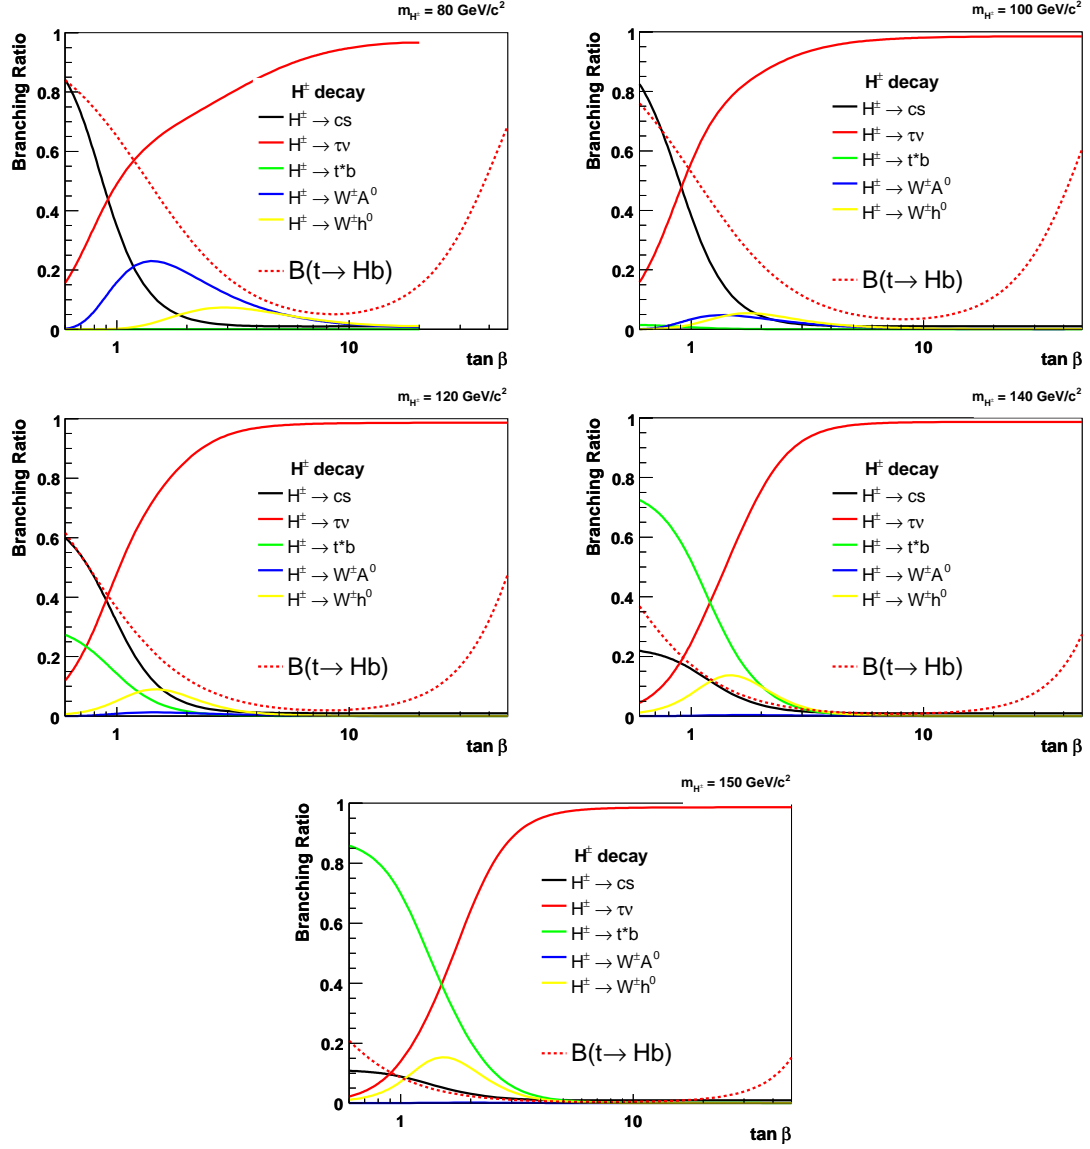 m_H± = 80 GeV/c²
Branching Ratio
1
0.8
0.6
0.4
0.2
0
H± decay
H± → cs
H± → τν
H± → t*b
H± → W±A⁰
H± → W±h⁰
B(t→ Hb)
1
10
tan β
m_H± = 100 GeV/c²
Branching Ratio
1
0.8
0.6
0.4
0.2
0
H± decay
H± → cs
H± → τν
H± → t*b
H± → W±A⁰
H± → W±h⁰
B(t→ Hb)
1
10
tan β
m_H± = 120 GeV/c²
Branching Ratio
1
0.8
0.6
0.4
0.2
0
H± decay
H± → cs
H± → τν
H± → t*b
H± → W±A⁰
H± → W±h⁰
B(t→ Hb)
1
10
tan β
m_H± = 140 GeV/c²
Branching Ratio
1
0.8
0.6
0.4
0.2
0
H± decay
H± → cs
H± → τν
H± → t*b
H± → W±A⁰
H± → W±h⁰
B(t→ Hb)
1
10
tan β
m_H± = 150 GeV/c²
Branching Ratio
1
0.8
0.6
0.4
0.2
0
H± decay
H± → cs
H± → τν
H± → t*b
H± → W±A⁰
H± → W±h⁰
B(t→ Hb)
1
10
tan β